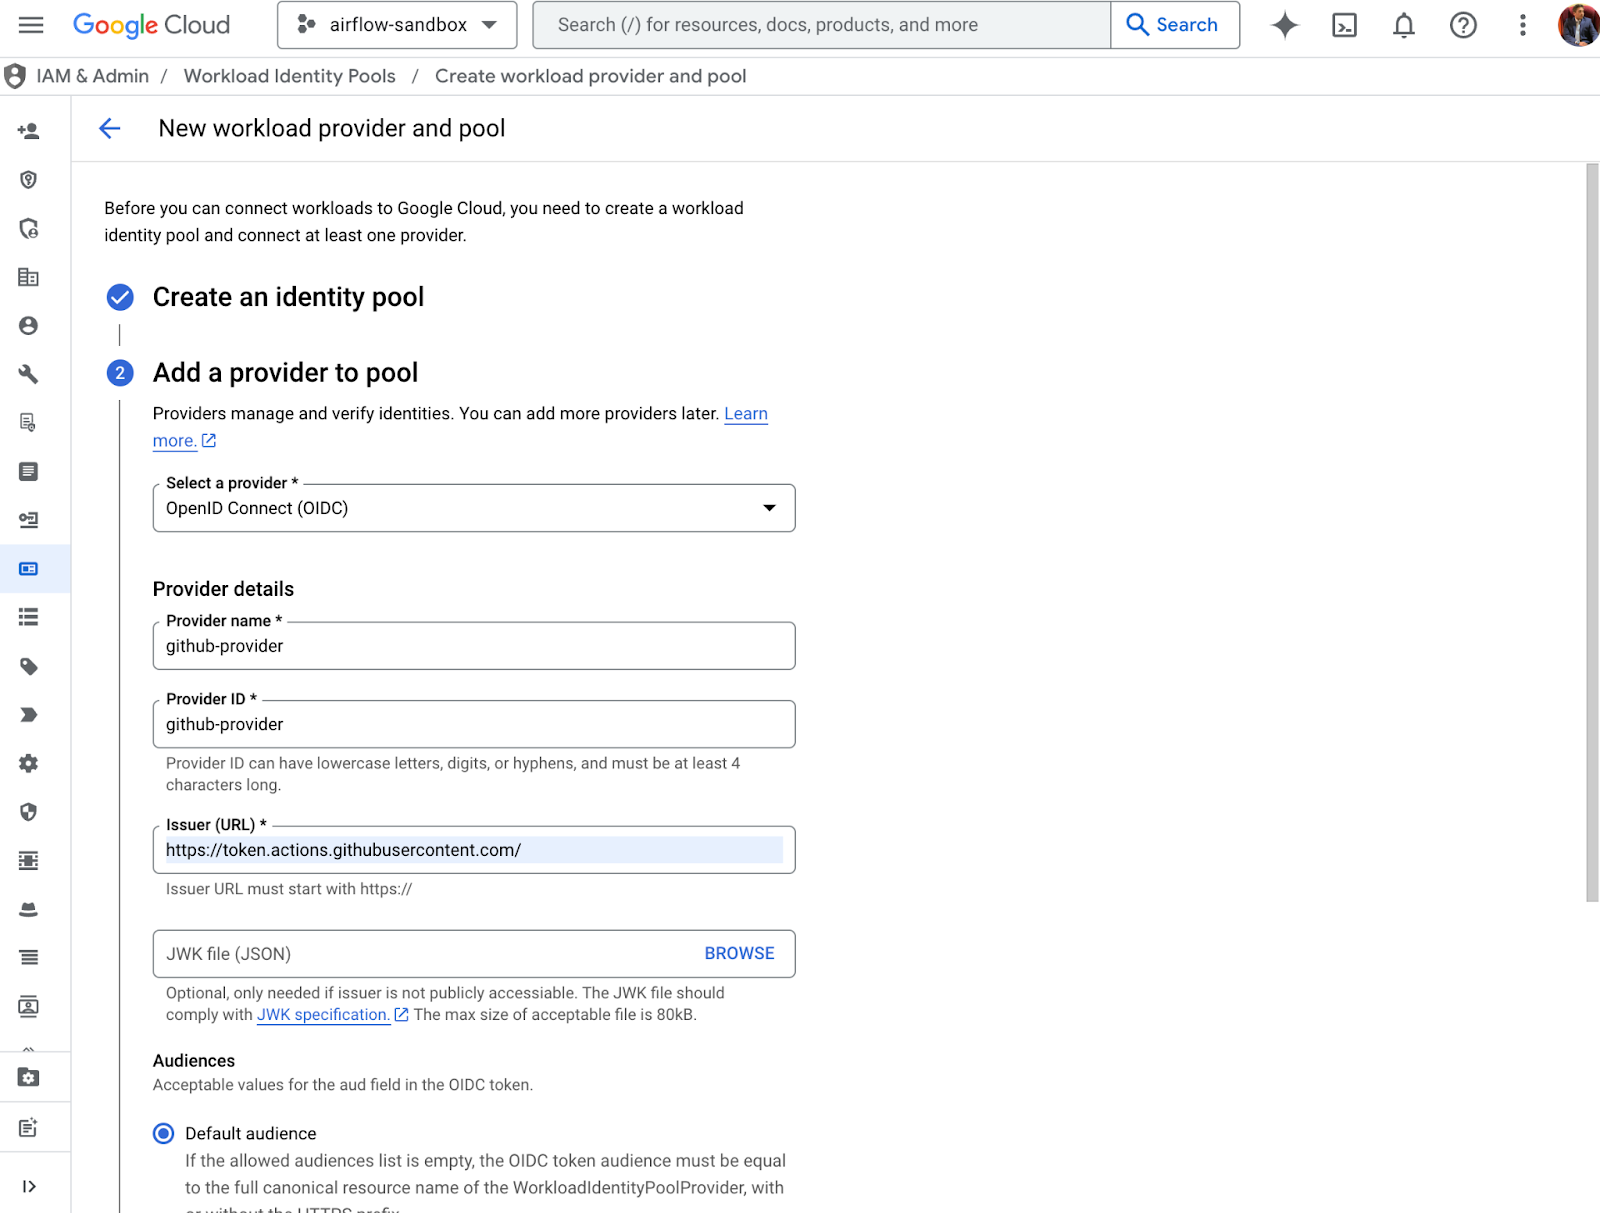 Google Cloud
airflow-sandbox
Search (/) for resources, docs, products, and more
Search
IAM & Admin / Workload Identity Pools / Create workload provider and pool
New workload provider and pool
Before you can connect workloads to Google Cloud, you need to create a workload
identity pool and connect at least one provider.
Create an identity pool
2 Add a provider to pool
Providers manage and verify identities. You can add more providers later. Learn
more.
Select a provider *
OpenID Connect (OIDC)
Provider details
Provider name *
github-provider
Provider ID *
github-provider
Provider ID can have lowercase letters, digits, or hyphens, and must be at least 4
characters long.
Issuer (URL) *
https://token.actions.githubusercontent.com/
Issuer URL must start with https://
JWK file (JSON)
BROWSE
Optional, only needed if issuer is not publicly accessiable. The JWK file should
comply with JWK specification. The max size of acceptable file is 80kB.
Audiences
Acceptable values for the aud field in the OIDC token.
Default audience
If the allowed audiences list is empty, the OIDC token audience must be equal
to the full canonical resource name of the WorkloadIdentityPoolProvider, with
or without the HTTPS prefix.